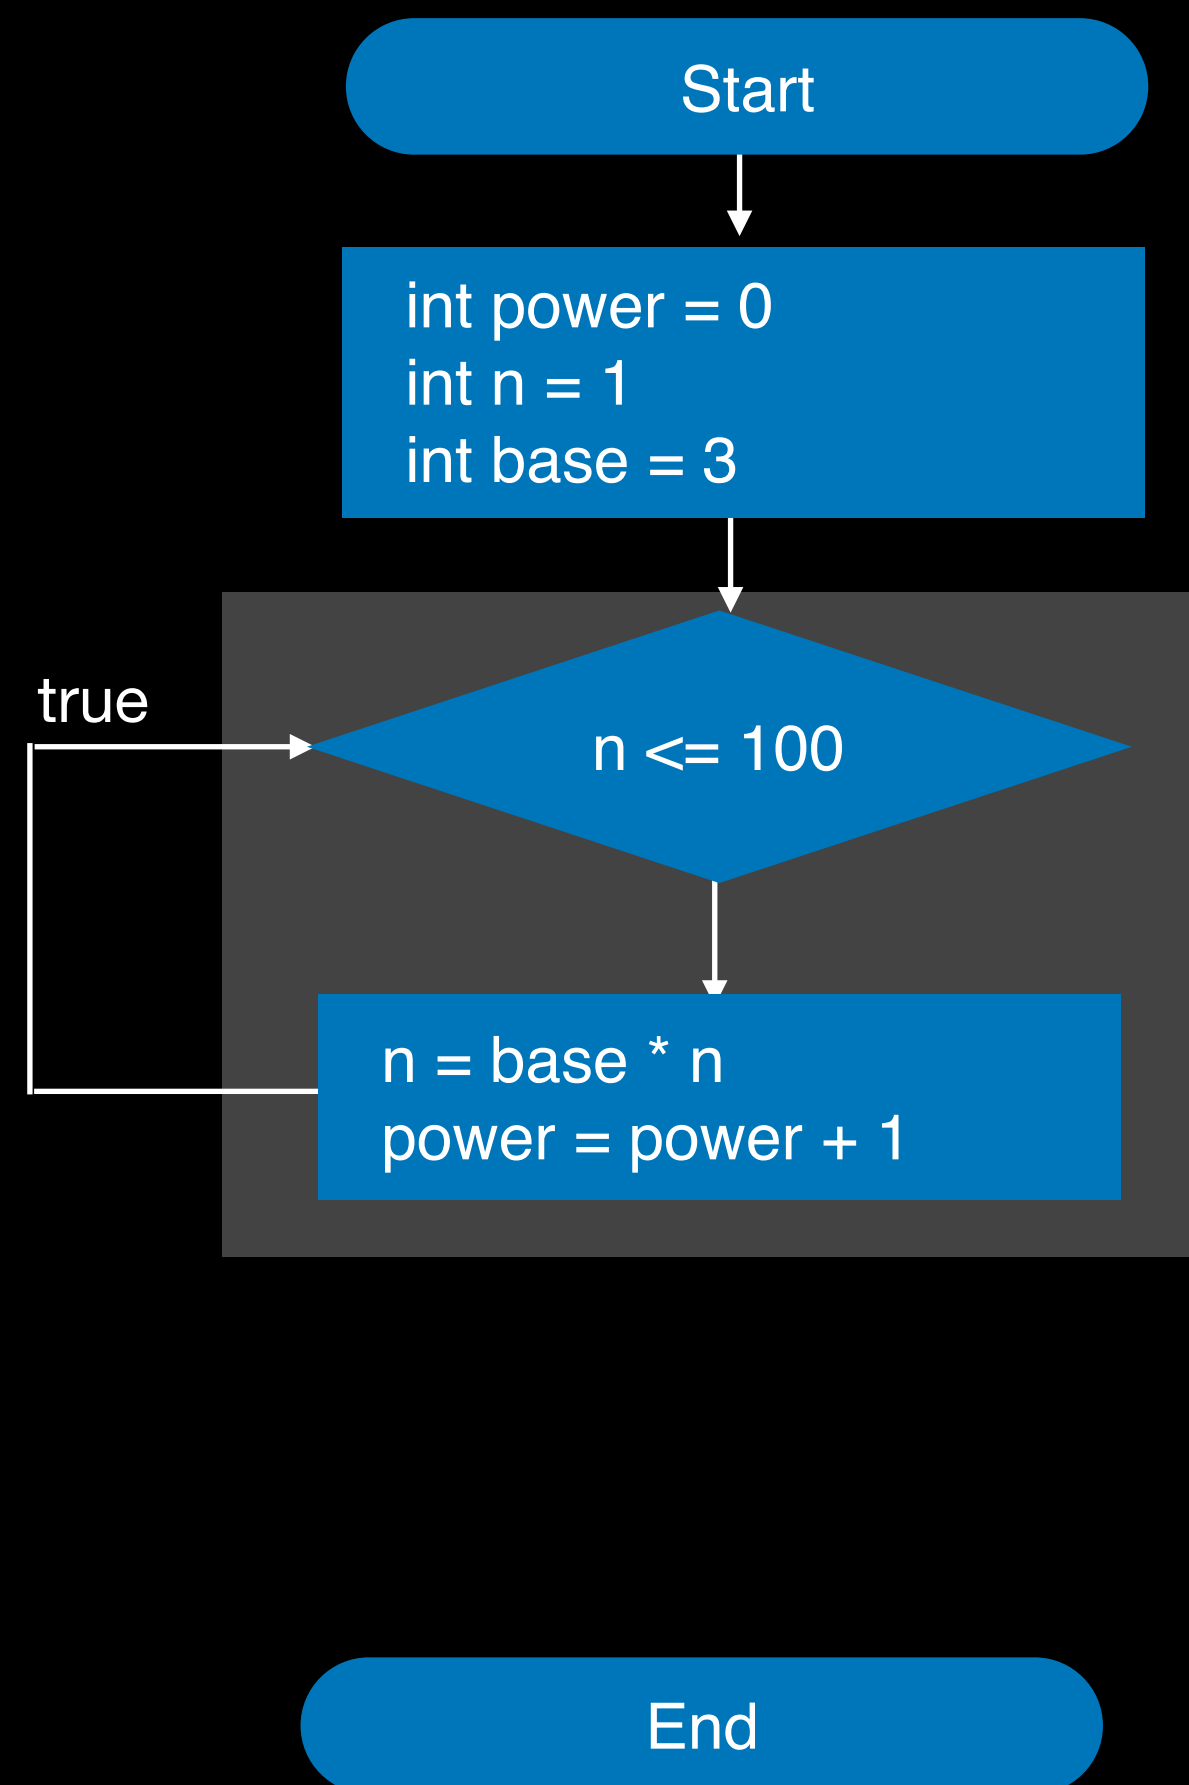 Start
int power = 0
int n = 1
int base = 3
true
n <= 100
n = base * n
power = power + 1
End